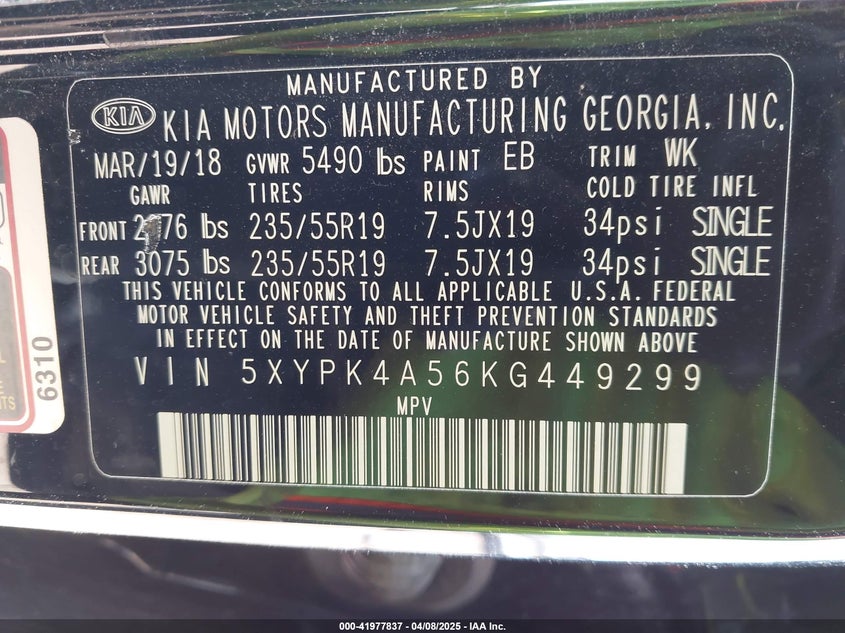 MANUFACTURED BY
KIA KIA MOTORS MANUFACTURING GEORGIA, INC.
MAR/19/18 GVWR 5490 lbs PAINT EB TRIM WK
GAWR TIRES RIMS COLD TIRE INFL
FRONT lbs 235/55R19 7.5JX19 34psi SINGLE
REAR 3075 lbs 235/55R19 7.5JX19 34psi SINGLE
THIS VEHICLE CONFORMS TO ALL APPLICABLE U.S.A. FEDERAL
MOTOR VEHICLE SAFETY AND THEFT PREVENTION STANDARDS
IN EFFECT ON THE DATE OF MANUFACTURE SHOWN ABOVE
VIN 5XYPK4A56KG449299
MPV
6310
000-41977837 - 04/08/2025 - IAA Inc.